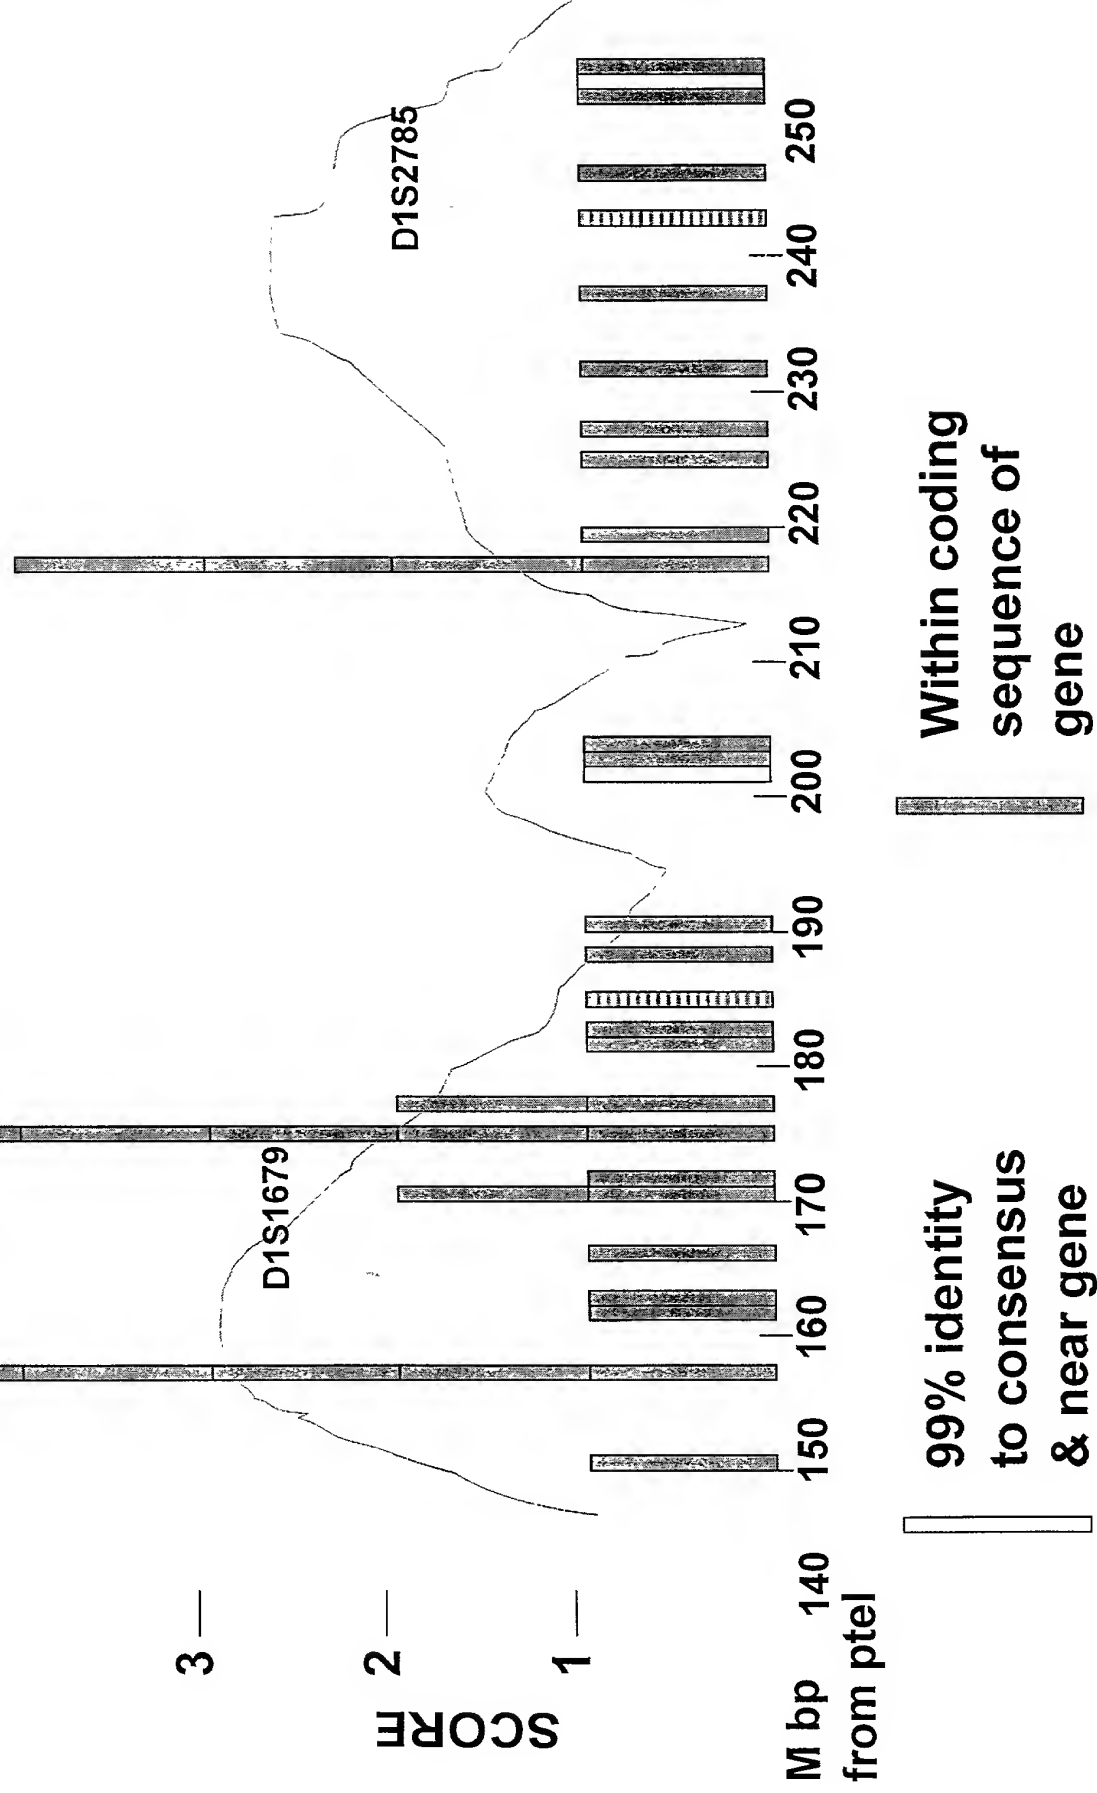 SCORE
3
2
1
D1S1679
D1S2785
M bp
from ptel
140
150
160
170
180
190
200
210
220
230
240
250
99% identity
to consensus
& near gene
Within coding
sequence of
gene